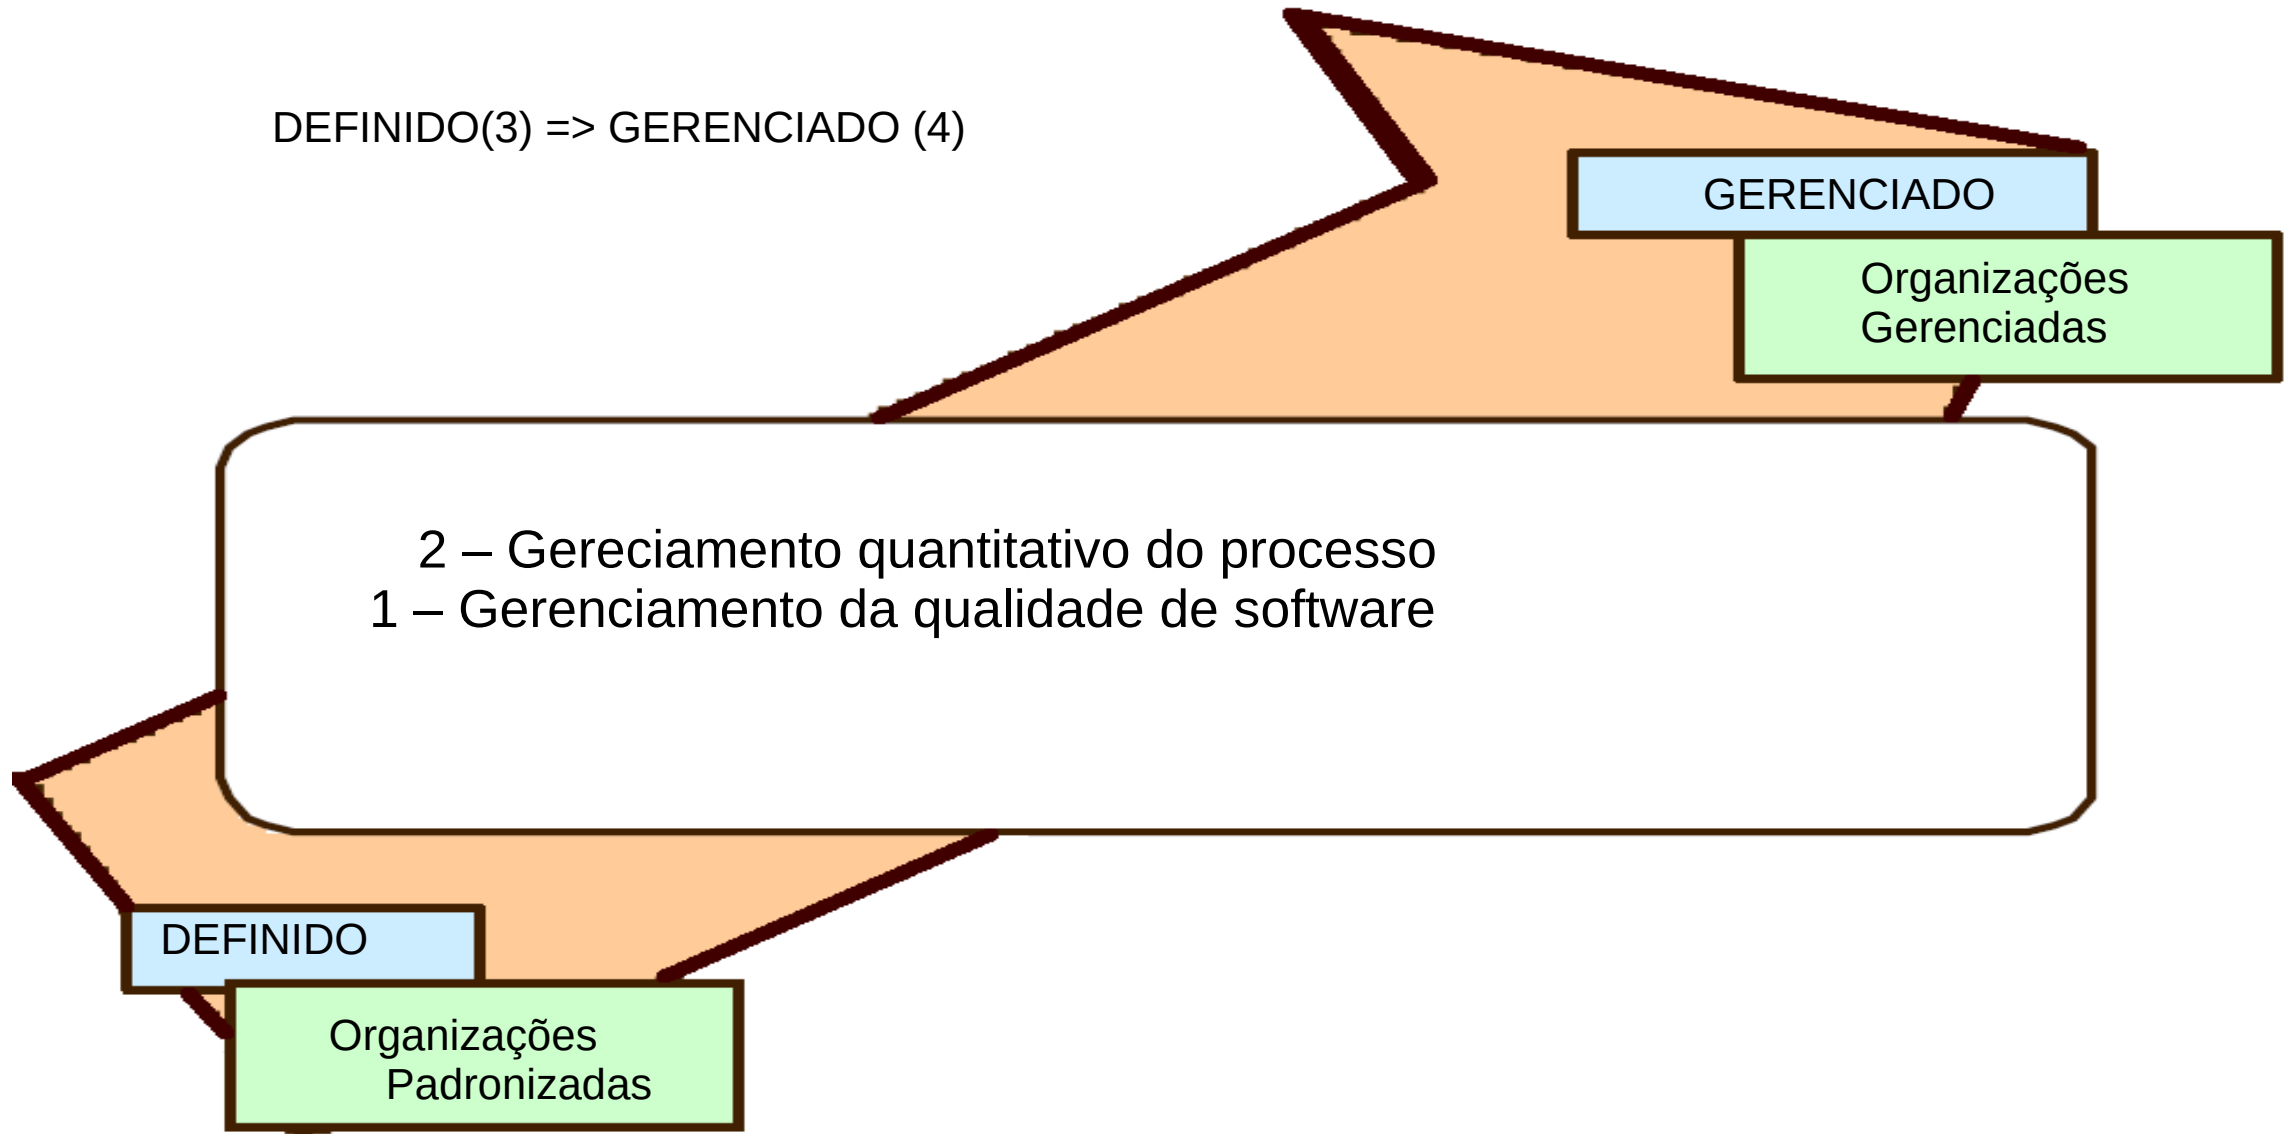 DEFINIDO(3) => GERENCIADO (4)
GERENCIADO
Organizações
Gerenciadas
2 – Gereciamento quantitativo do processo
1 – Gerenciamento da qualidade de software
DEFINIDO
Organizações
Padronizadas